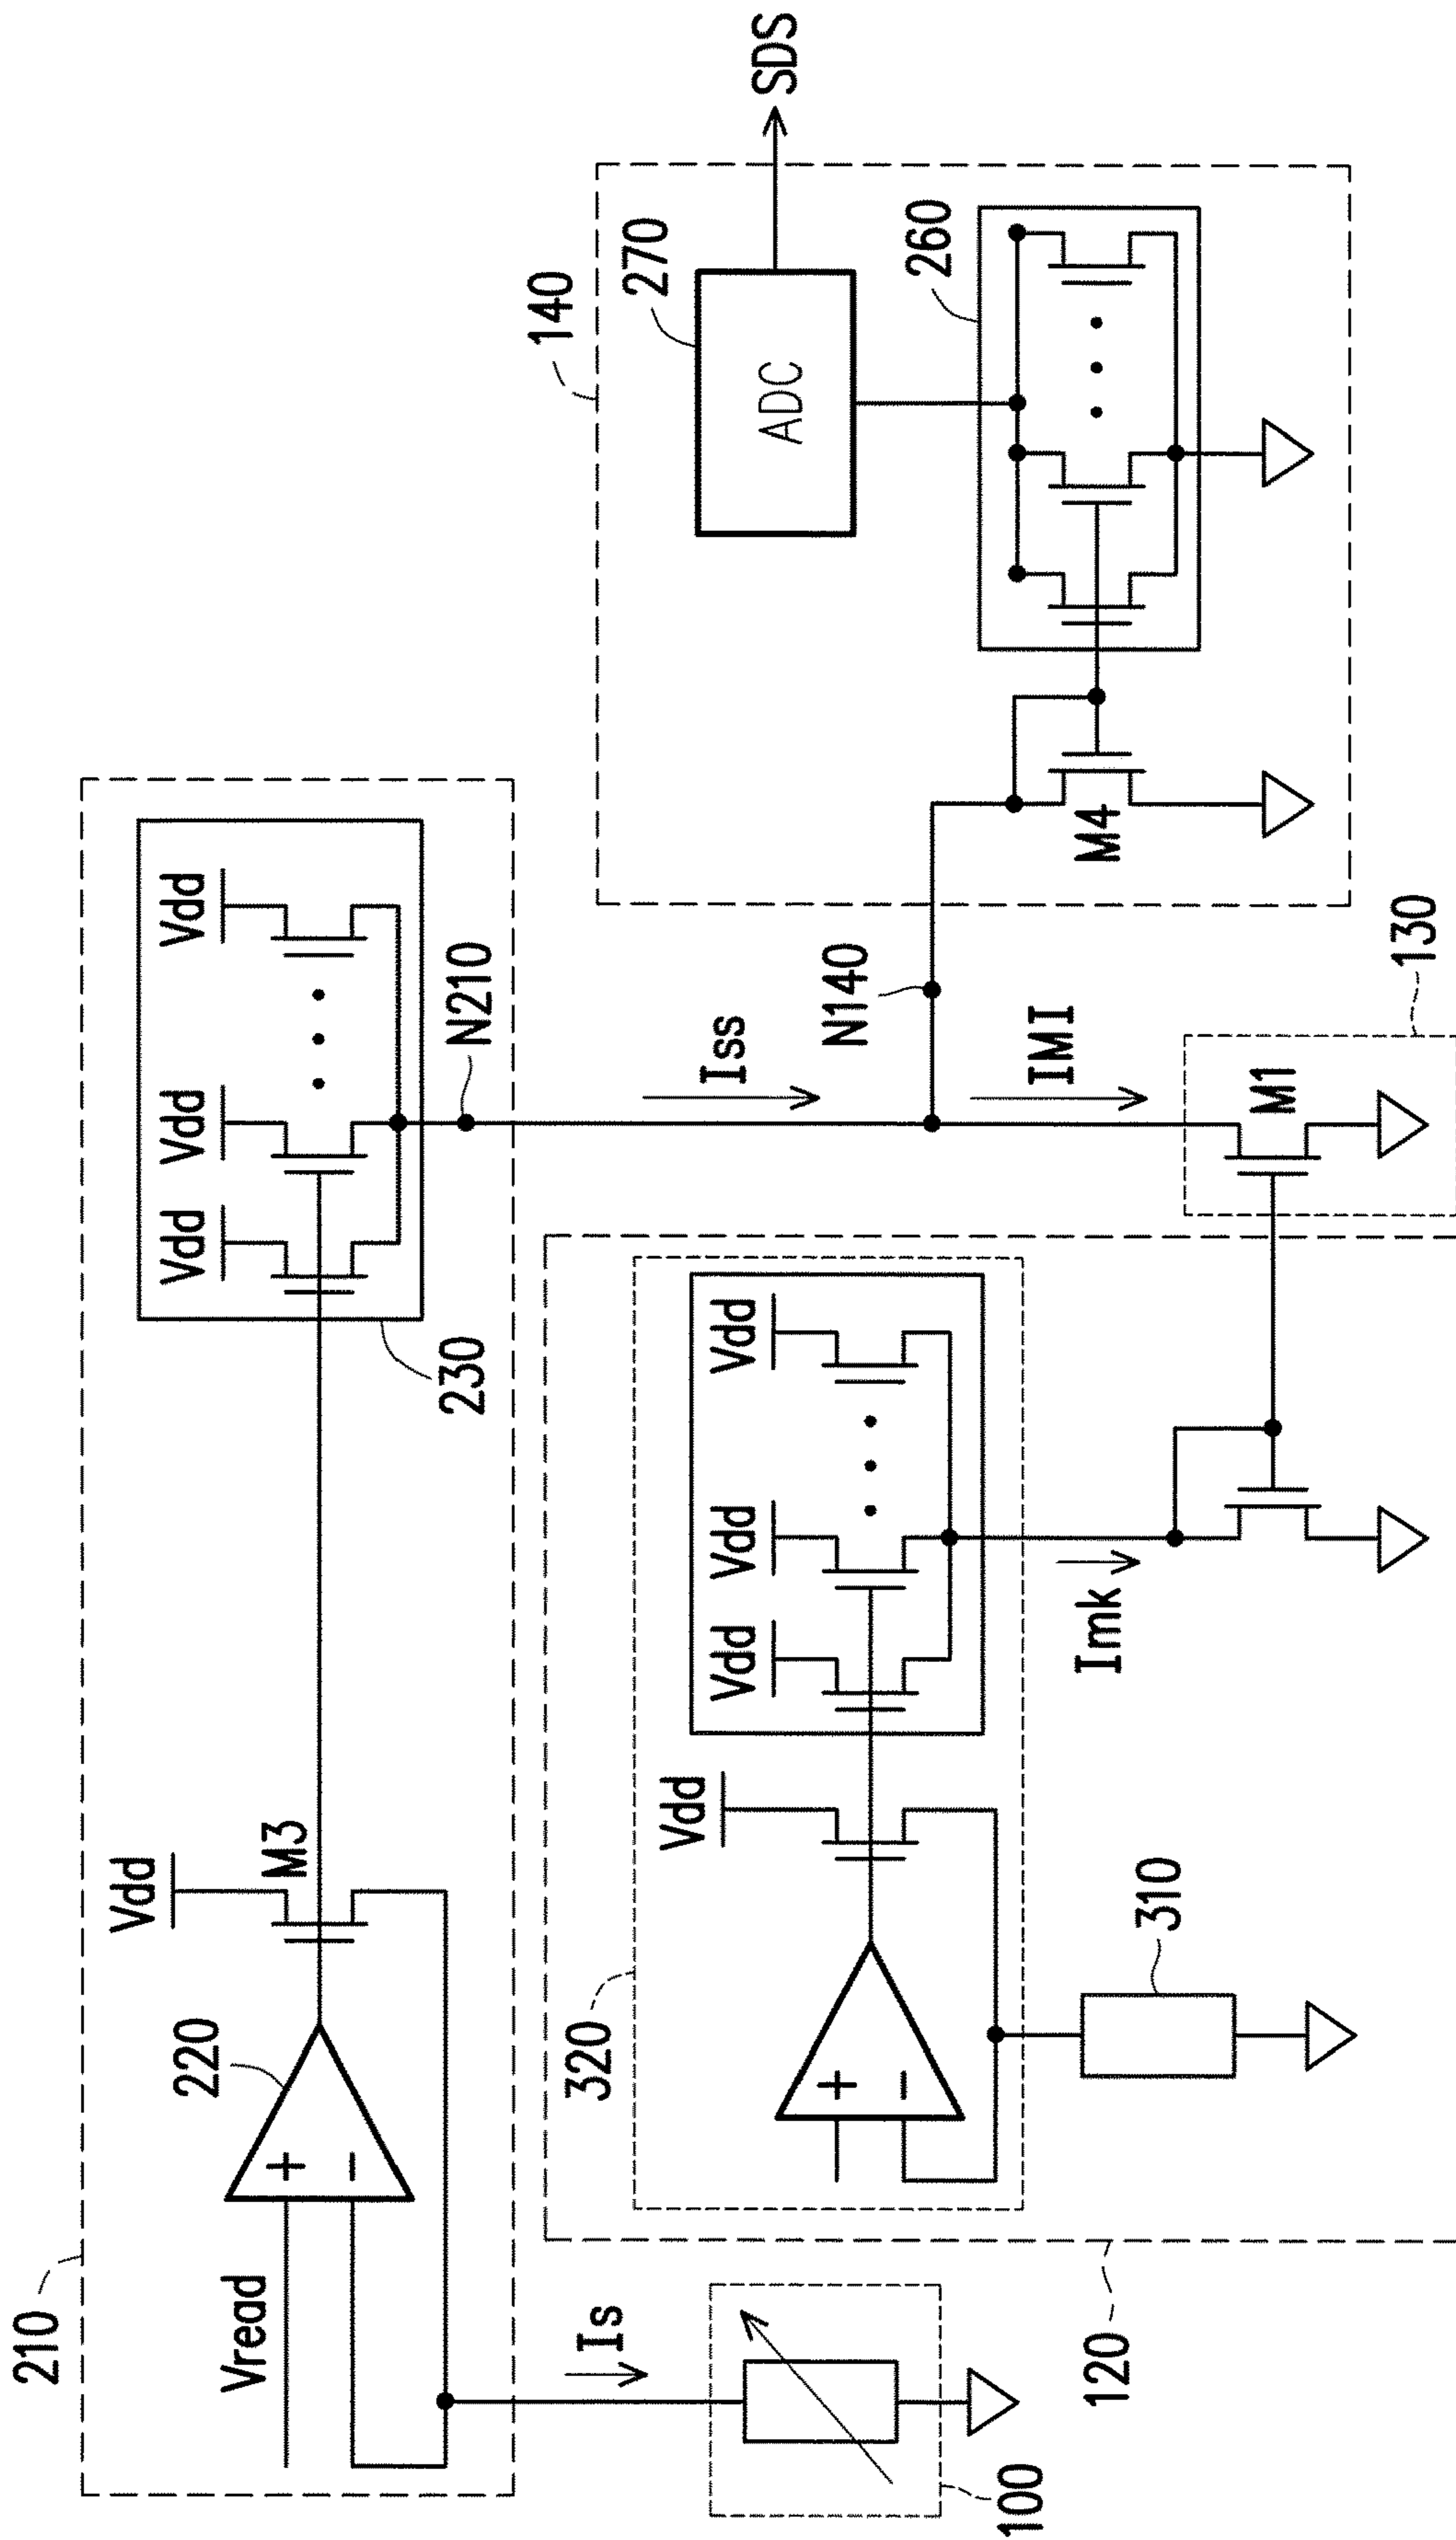 210
Vread
220
+
-
Vdd
M3
230
Vdd
Vdd
Vdd
N210
Is
100
Iss
N140
IMI
320
+
-
Vdd
Vdd
Vdd
Vdd
310
Imk
120
M1
130
140
270
ADC
SDS
260
M4